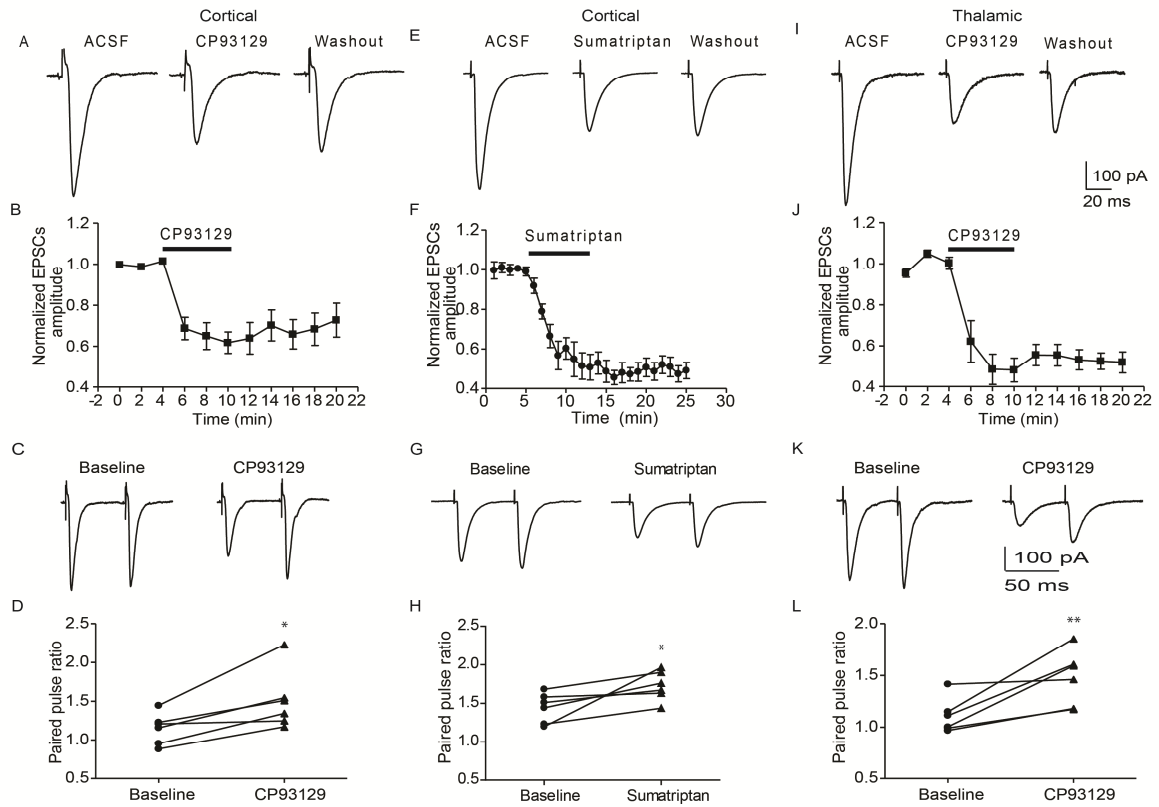 Cortical
Cortical
Thalamic
A
ACSF
CP93129
Washout
E
ACSF
Sumatriptan
Washout
I
ACSF
CP93129
Washout
100 pA
20 ms
B
Normalized EPSCs
amplitude
1.2
1.0
0.8
0.6
0.4
CP93129
-2 0 2 4 6 8 10 12 14 16 18 20 22
Time (min)
F
Normalized EPSCs
amplitude
1.2
1.0
0.8
0.6
0.4
Sumatriptan
0 5 10 15 20 25 30
Time (min)
J
Normalized EPSCs
amplitude
1.2
1.0
0.8
0.6
0.4
CP93129
-2 0 2 4 6 8 10 12 14 16 18 20 22
Time (min)
C
Baseline
CP93129
G
Baseline
Sumatriptan
K
Baseline
CP93129
100 pA
50 ms
D
Paired pulse ratio
2.5
2.0
1.5
1.0
0.5
*
Baseline
CP93129
H
Paired pulse ratio
2.5
2.0
1.5
1.0
0.5
*
Baseline
Sumatriptan
L
Paired pulse ratio
2.0
1.5
1.0
0.5
**
Baseline
CP93129